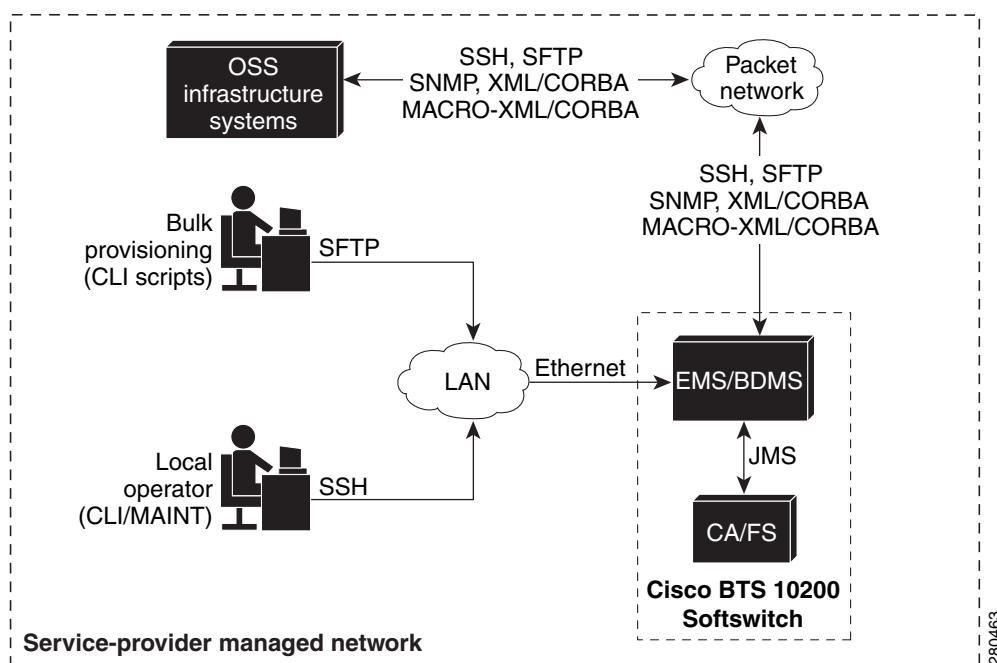 OSS
infrastructure
systems
SSH, SFTP
SNMP, XML/CORBA
MACRO-XML/CORBA
Packet
network
SSH, SFTP
SNMP, XML/CORBA
MACRO-XML/CORBA
Bulk
provisioning
(CLI scripts)
SFTP
LAN
Ethernet
EMS/BDMS
JMS
CA/FS
Local
operator
(CLI/MAINT)
SSH
Cisco BTS 10200
Softswitch
Service-provider managed network
280463